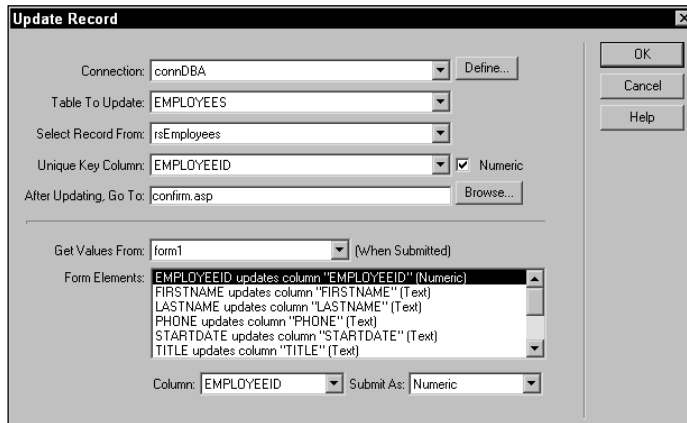 Update Record
Connection: connDBA Define... OK
Table To Update: EMPLOYEES Cancel
Select Record From: rsEmployees Help
Unique Key Column: EMPLOYEEID Numeric
After Updating, Go To: confirm.asp Browse...
Get Values From: form1 (When Submitted)
Form Elements: EMPLOYEEID updates column "EMPLOYEEID" (Numeric)
FIRSTNAME updates column "FIRSTNAME" (Text)
LASTNAME updates column "LASTNAME" (Text)
PHONE updates column "PHONE" (Text)
STARTDATE updates column "STARTDATE" (Text)
TITLE updates column "TITLE" (Text)
Column: EMPLOYEEID Submit As: Numeric